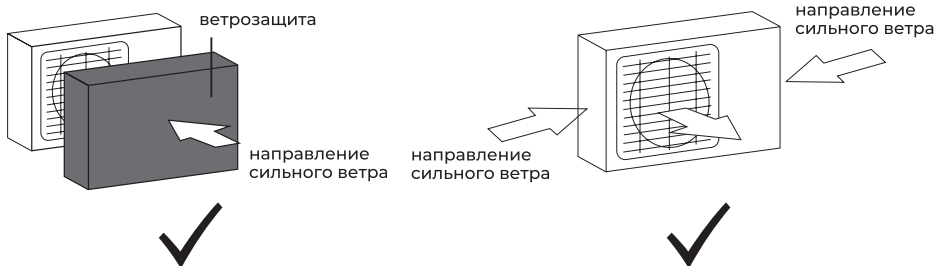 ветрозащита
направление
сильного ветра
направление
сильного ветра
направление
сильного ветра